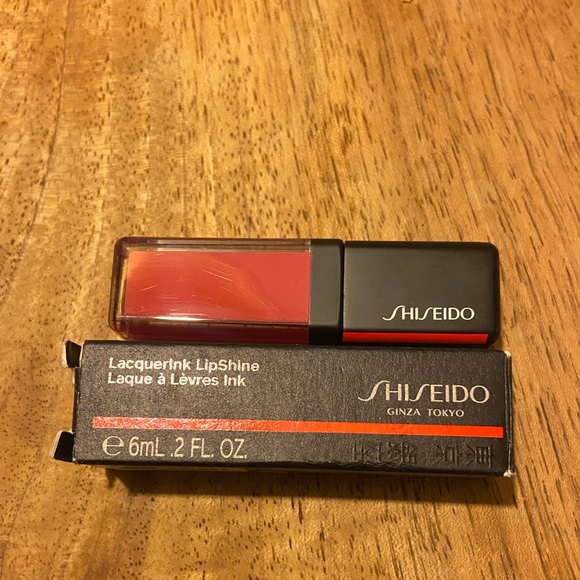 SHISEIDO
LacquerInk LipShine
Laque à Lèvres Ink
SHISEIDO
GINZA TOKYO
℮ 6mL .2 FL. OZ.